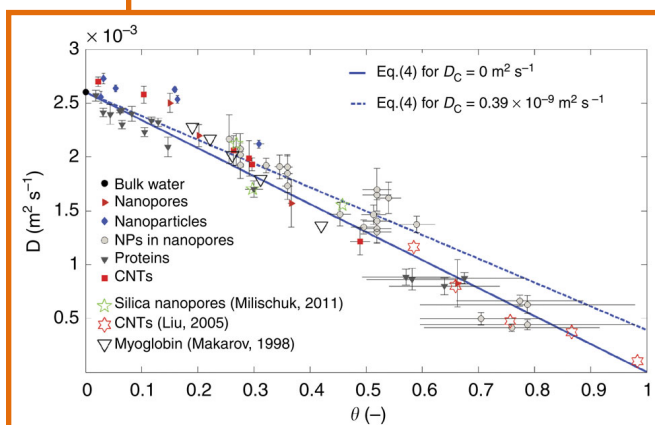 × 10⁻³
3
2.5
2
1.5
1
0.5
D (m² s⁻¹)
Eq.(4) for D_C = 0 m² s⁻¹
Eq.(4) for D_C = 0.39 × 10⁻⁹ m² s⁻¹
Bulk water
Nanopores
Nanoparticles
NPs in nanopores
Proteins
CNTs
Silica nanopores (Milischuk, 2011)
CNTs (Liu, 2005)
Myoglobin (Makarov, 1998)
0 0.1 0.2 0.3 0.4 0.5 0.6 0.7 0.8 0.9 1
θ (–)